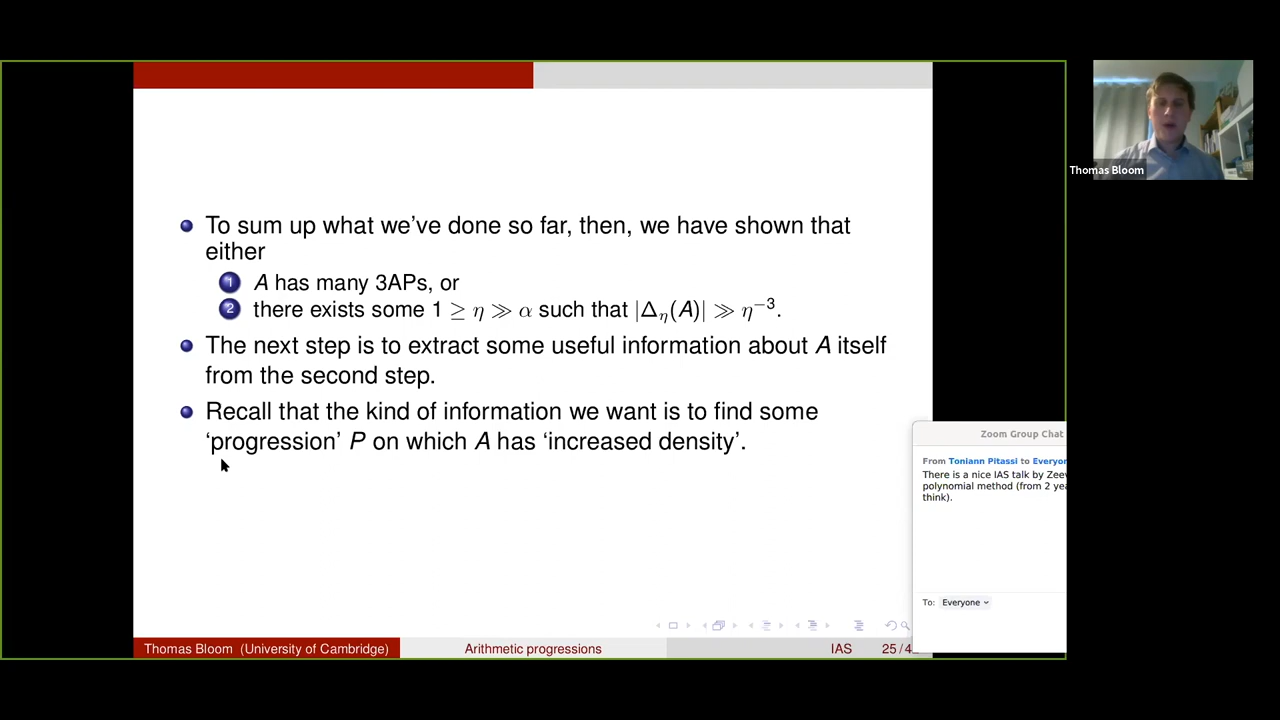 To sum up what we've done so far, then, we have shown that
either
1 A has many 3APs, or
2 there exists some 1 ≥ η ≫ α such that |Δ_η(A)| ≫ η⁻³.
The next step is to extract some useful information about A itself
from the second step.
Recall that the kind of information we want is to find some
‘progression’ P on which A has ‘increased density’.
Thomas Bloom (University of Cambridge)
Arithmetic progressions
IAS
Thomas Bloom
Zoom Group Chat
From Toniann Pitassi to
There is a nice IAS talk by
polynomial method (from 2
think).
To: Everyone